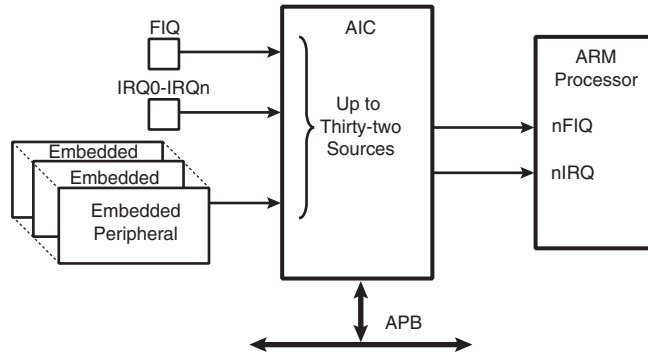 FIQ
IRQ0-IRQn
Embedded
Embedded
Embedded
Peripheral
AIC
Up to
Thirty-two
Sources
ARM
Processor
nFIQ
nIRQ
APB